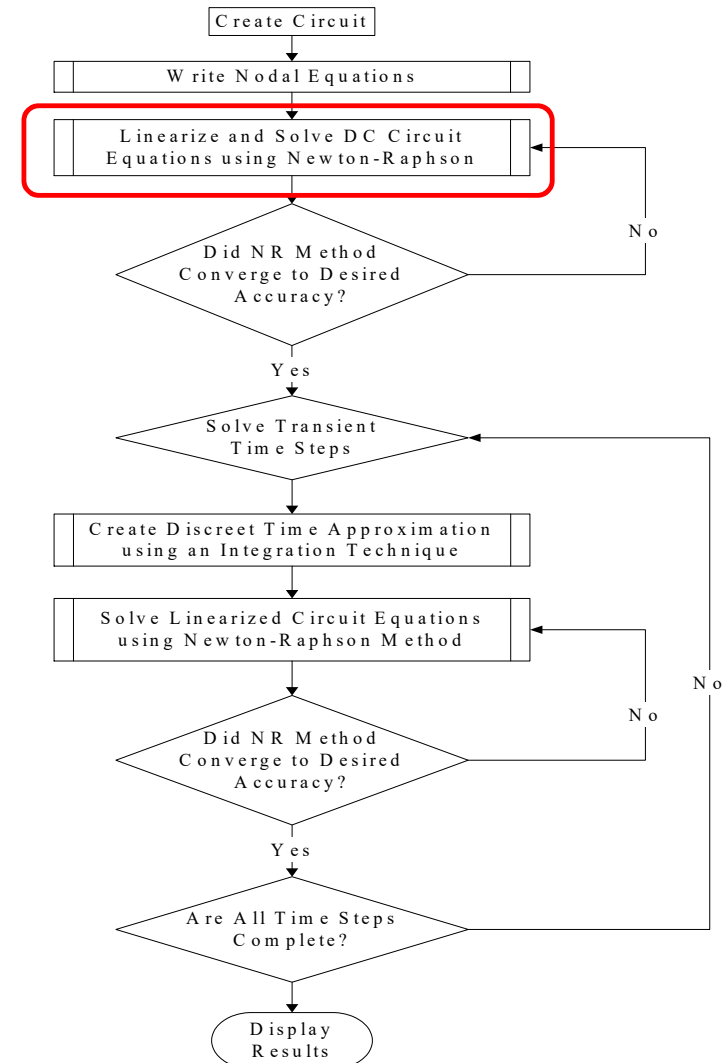 Create Circuit
Write Nodal Equations
Linearize and Solve DC Circuit
Equations using Newton-Raphson
No
Did NR Method
Converge to Desired
Accuracy?
Yes
Solve Transient
Time Steps
Create Discreet Time Approximation
using an Integration Technique
Solve Linearized Circuit Equations
using Newton-Raphson Method
No
No
Did NR Method
Converge to Desired
Accuracy?
Yes
Are All Time Steps
Complete?
Display
Results